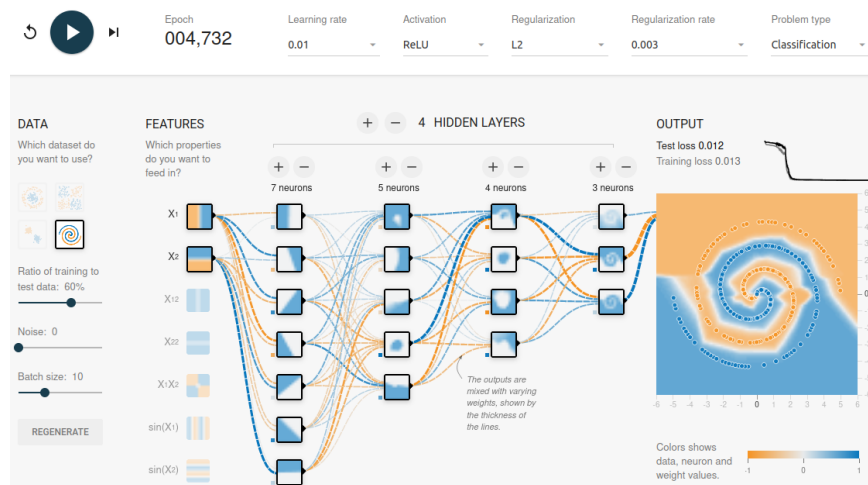 Epoch
004,732
Learning rate
0.01
Activation
ReLU
Regularization
L2
Regularization rate
0.003
Problem type
Classification
DATA
Which dataset do
you want to use?
Ratio of training to
test data: 60%
Noise: 0
Batch size: 10
REGENERATE
FEATURES
Which properties
do you want to
feed in?
X1
X2
X12
X22
X1X2
sin(X1)
sin(X2)
+ − 4 HIDDEN LAYERS
+ −
7 neurons
+ −
5 neurons
+ −
4 neurons
+ −
3 neurons
The outputs are
mixed with varying
weights, shown by
the thickness of
the lines.
OUTPUT
Test loss 0.012
Training loss 0.013
-6 -5 -4 -3 -2 -1 0 1 2 3 4 5 6
Colors shows
data, neuron and
weight values.
-1 0 1